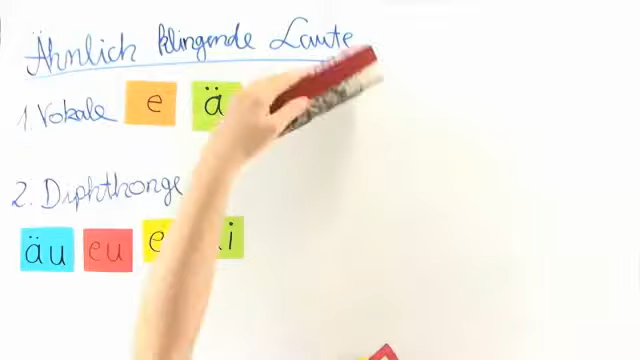 Ähnlich klingende Laute
1. Vokale e ä
2. Diphthonge
äu eu